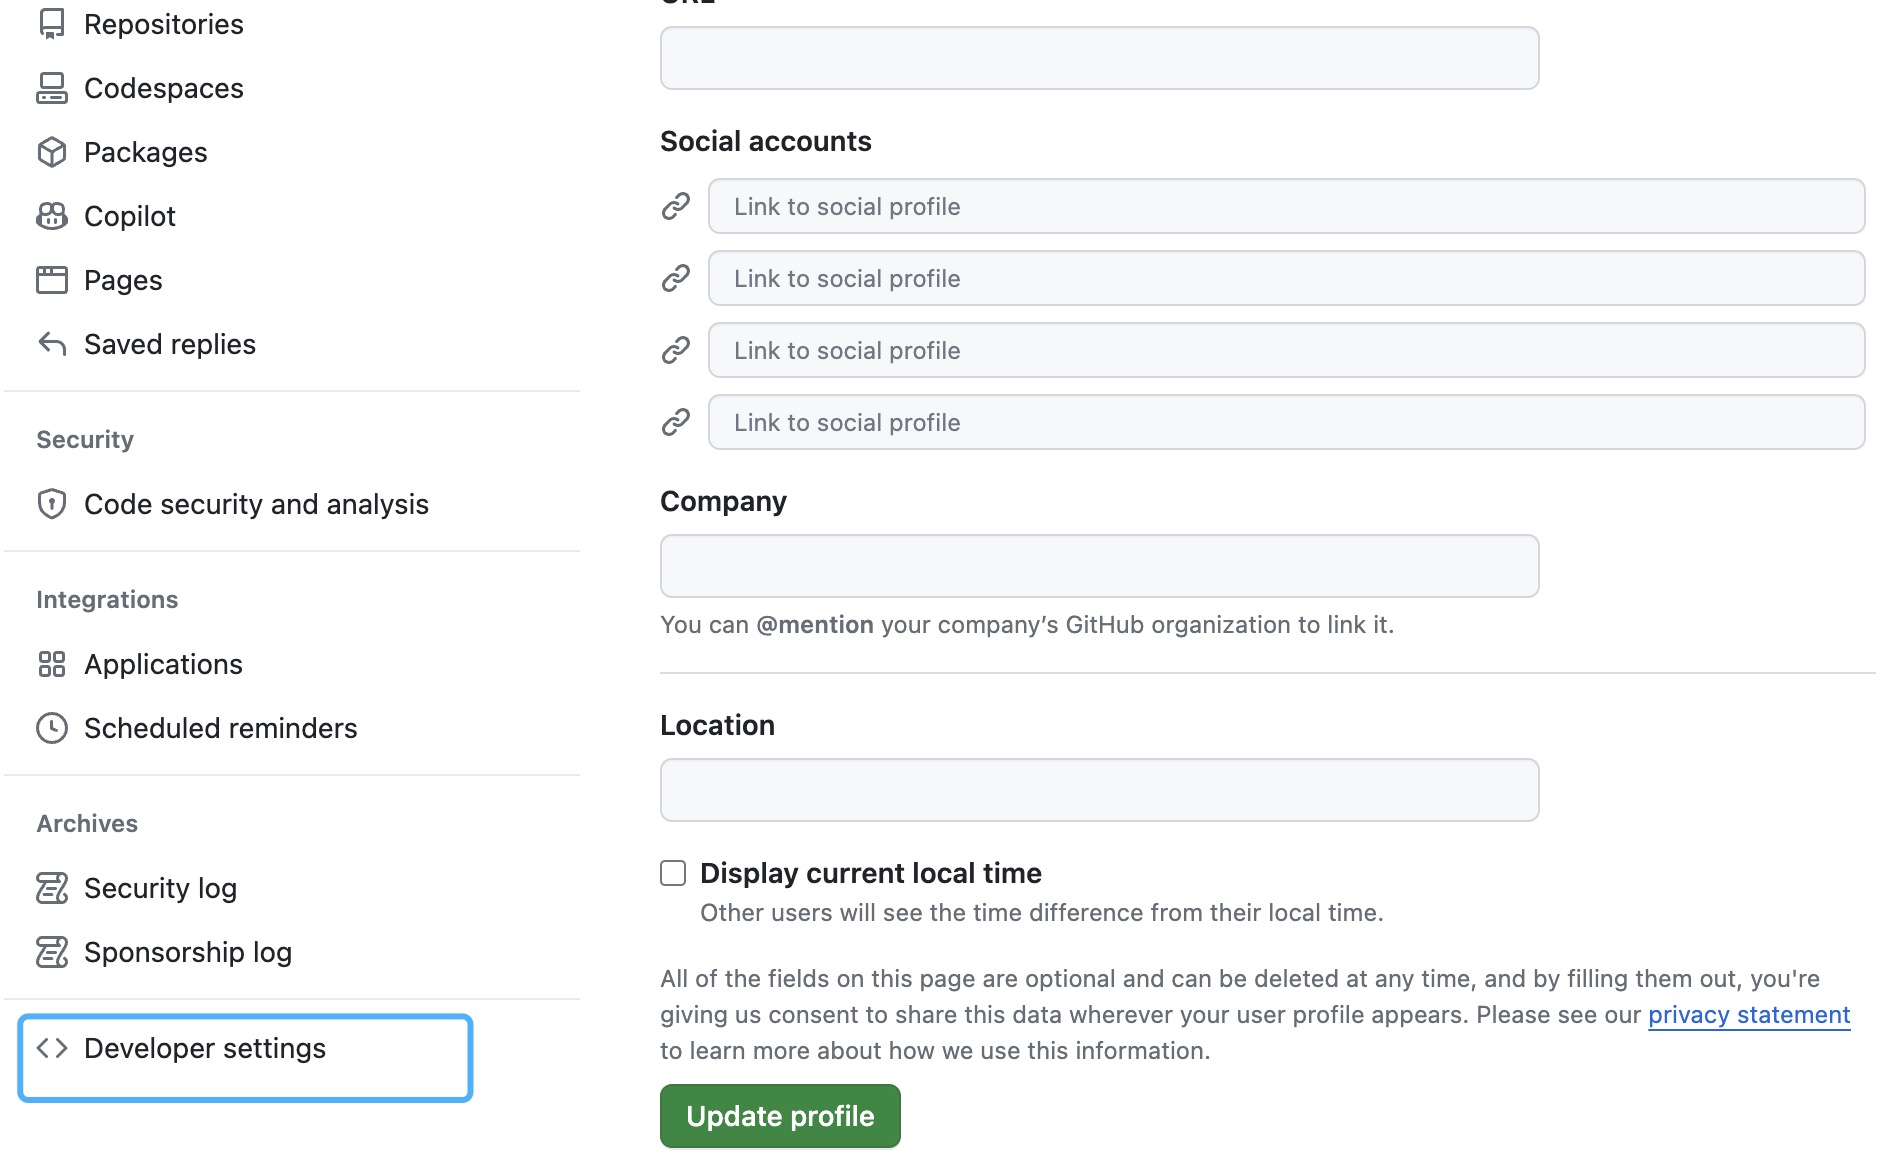 Repositories
Codespaces
Packages
Copilot
Pages
Saved replies
Security
Code security and analysis
Integrations
Applications
Scheduled reminders
Archives
Security log
Sponsorship log
Developer settings
URL
Social accounts
Link to social profile
Link to social profile
Link to social profile
Link to social profile
Company
You can @mention your company’s GitHub organization to link it.
Location
Display current local time
Other users will see the time difference from their local time.
All of the fields on this page are optional and can be deleted at any time, and by filling them out, you're
giving us consent to share this data wherever your user profile appears. Please see our privacy statement
to learn more about how we use this information.
Update profile